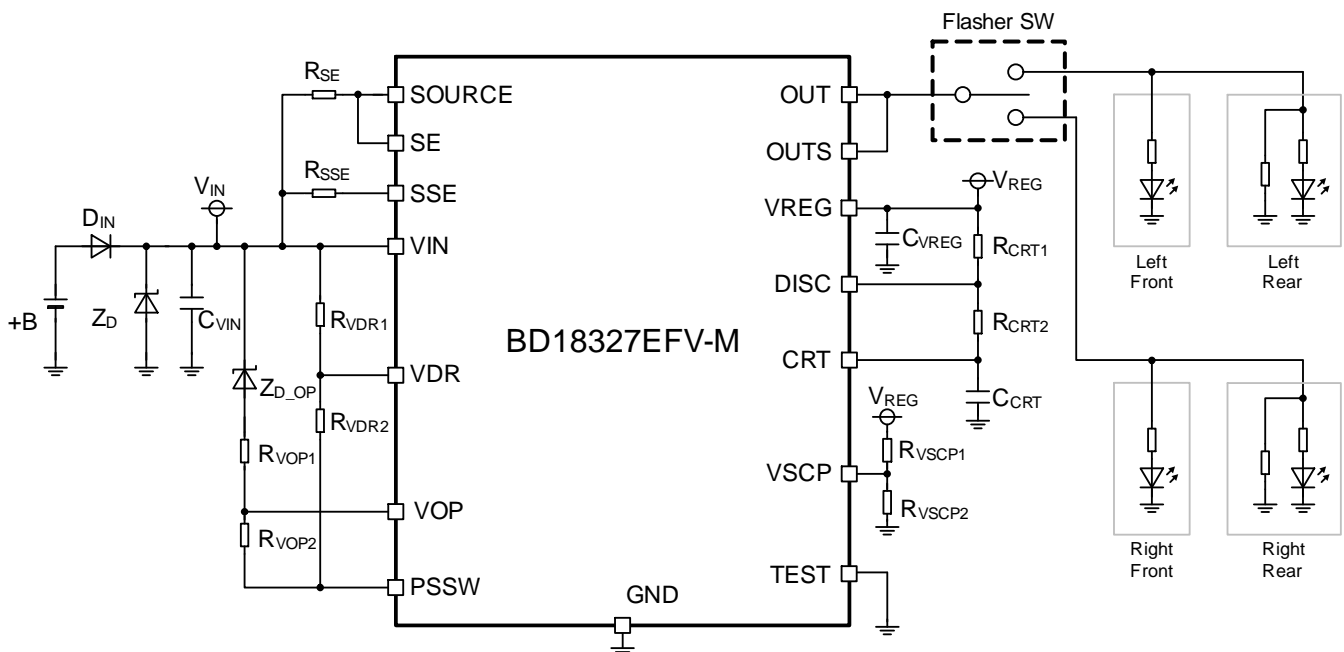 Flasher SW
RSE
SOURCE
OUT
SE
OUTS
RSSE
SSE
VREG
VREG
VIN
DIN
VIN
CVREG
RCRT1
Left
Front
Left
Rear
DISC
+B
ZD
CVIN
RVDR1
BD18327EFV-M
RCRT2
CRT
VDR
ZD_OP
RVDR2
CCRT
VREG
RVOP1
RVSCP1
VSCP
VOP
RVSCP2
RVOP2
Right
Front
Right
Rear
TEST
PSSW
GND